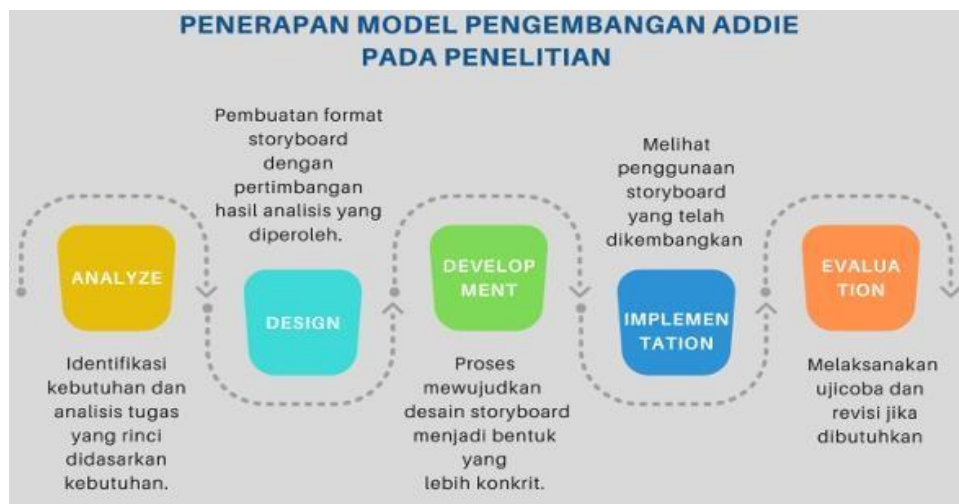 PENERAPAN MODEL PENGEMBANGAN ADDIE
PADA PENELITIAN
ANALYZE
Identifikasi
kebutuhan dan
analisis tugas
yang rinci
didasarkan
kebutuhan.
Pembuatan format
storyboard
dengan
pertimbangan
hasil analisis yang
diperoleh.
DESIGN
DEVELOP
MENT
Proses
mewujudkan
desain storyboard
menjadi bentuk
yang
lebih konkrit.
Melihat
penggunaan
storyboard
yang telah
dikembangkan
IMPLEMEN
TATION
EVALUA
TION
Melaksanakan
ujicoba dan
revisi jika
dibutuhkan